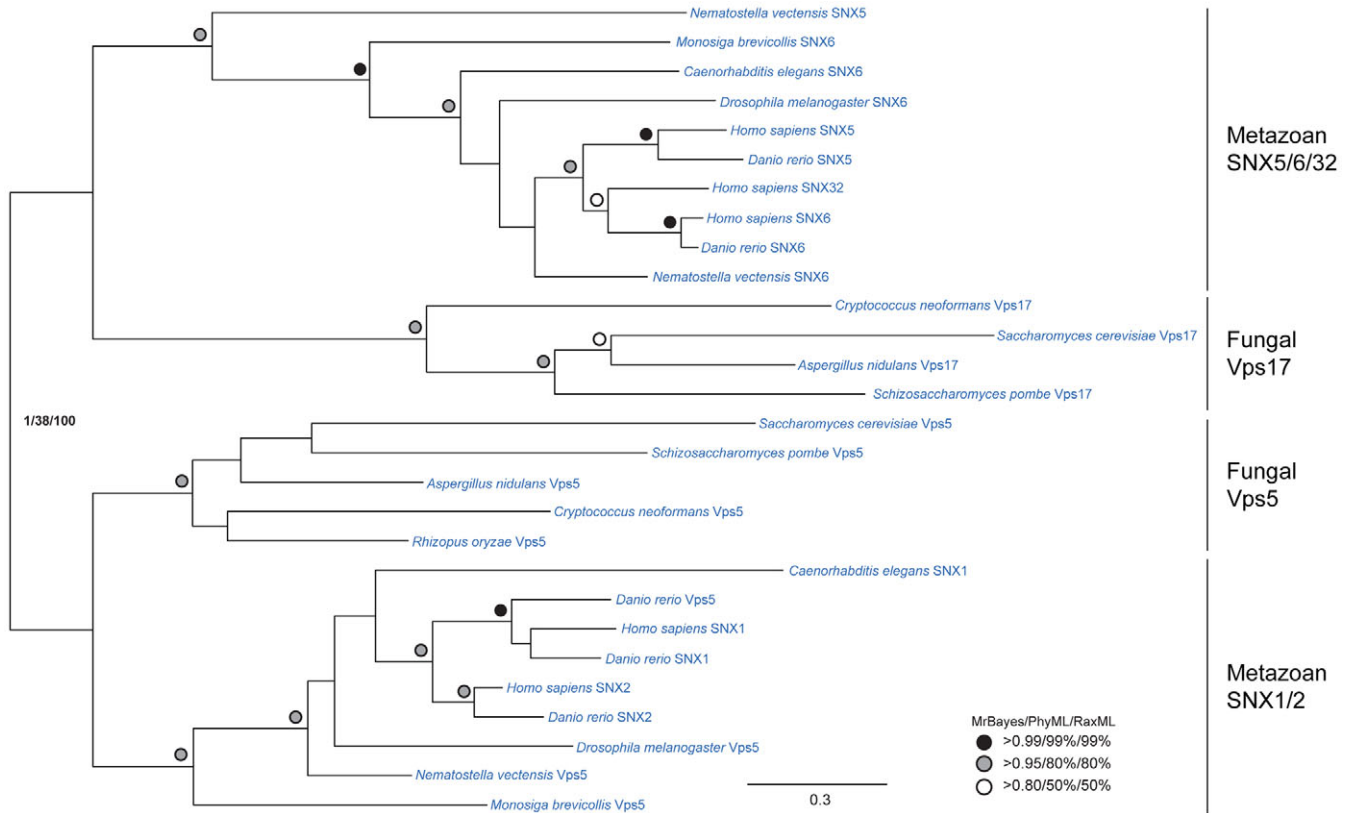 Nematostella vectensis SNX5
Monosiga brevicollis SNX6
Caenorhabditis elegans SNX6
Drosophila melanogaster SNX6
Homo sapiens SNX5
Danio rerio SNX5
Homo sapiens SNX32
Homo sapiens SNX6
Danio rerio SNX6
Nematostella vectensis SNX6
Metazoan
SNX5/6/32
Cryptococcus neoformans Vps17
Saccharomyces cerevisiae Vps17
Aspergillus nidulans Vps17
Schizosaccharomyces pombe Vps17
Fungal
Vps17
1/38/100
Saccharomyces cerevisiae Vps5
Schizosaccharomyces pombe Vps5
Aspergillus nidulans Vps5
Cryptococcus neoformans Vps5
Rhizopus oryzae Vps5
Fungal
Vps5
Caenorhabditis elegans SNX1
Danio rerio Vps5
Homo sapiens SNX1
Danio rerio SNX1
Homo sapiens SNX2
Danio rerio SNX2
Drosophila melanogaster Vps5
Nematostella vectensis Vps5
Monosiga brevicollis Vps5
Metazoan
SNX1/2
MrBayes/PhyML/RaxML
>0.99/99%/99%
>0.95/80%/80%
>0.80/50%/50%
0.3